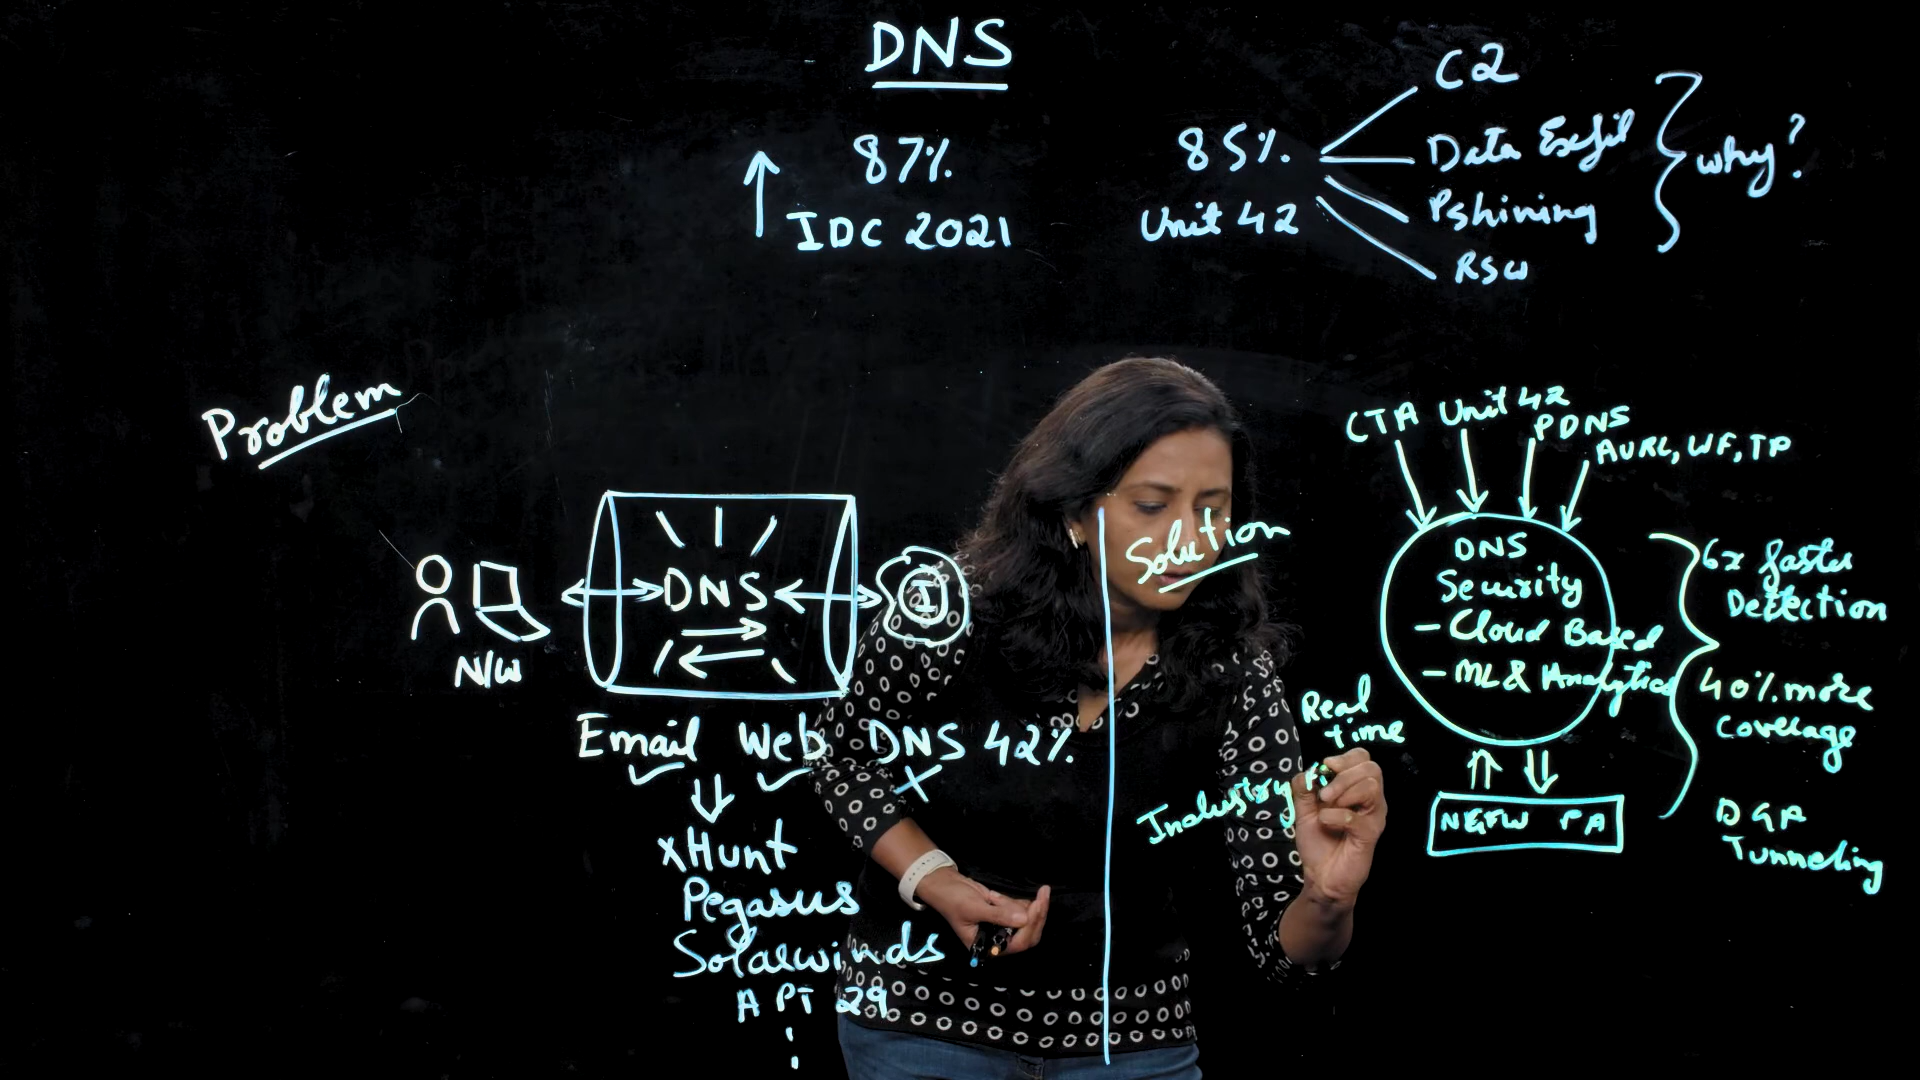 DNS
87%
IDC 2021
85%
Unit 42
C2
Data Exfil
Pshining
RSW
why?
Problem
DNS
I
N/W
Email Web DNS 42%
xHunt
Pegasus
Solarwinds
APT 29
Solution
CTA Unit 42
PDNS
AURL, WF, TP
DNS
Security
- Cloud Based
- ML & Analytics
Real
time
Industry Fi
NGFW PA
6x faster
Detection
40% more
Coverage
DGA
Tunneling